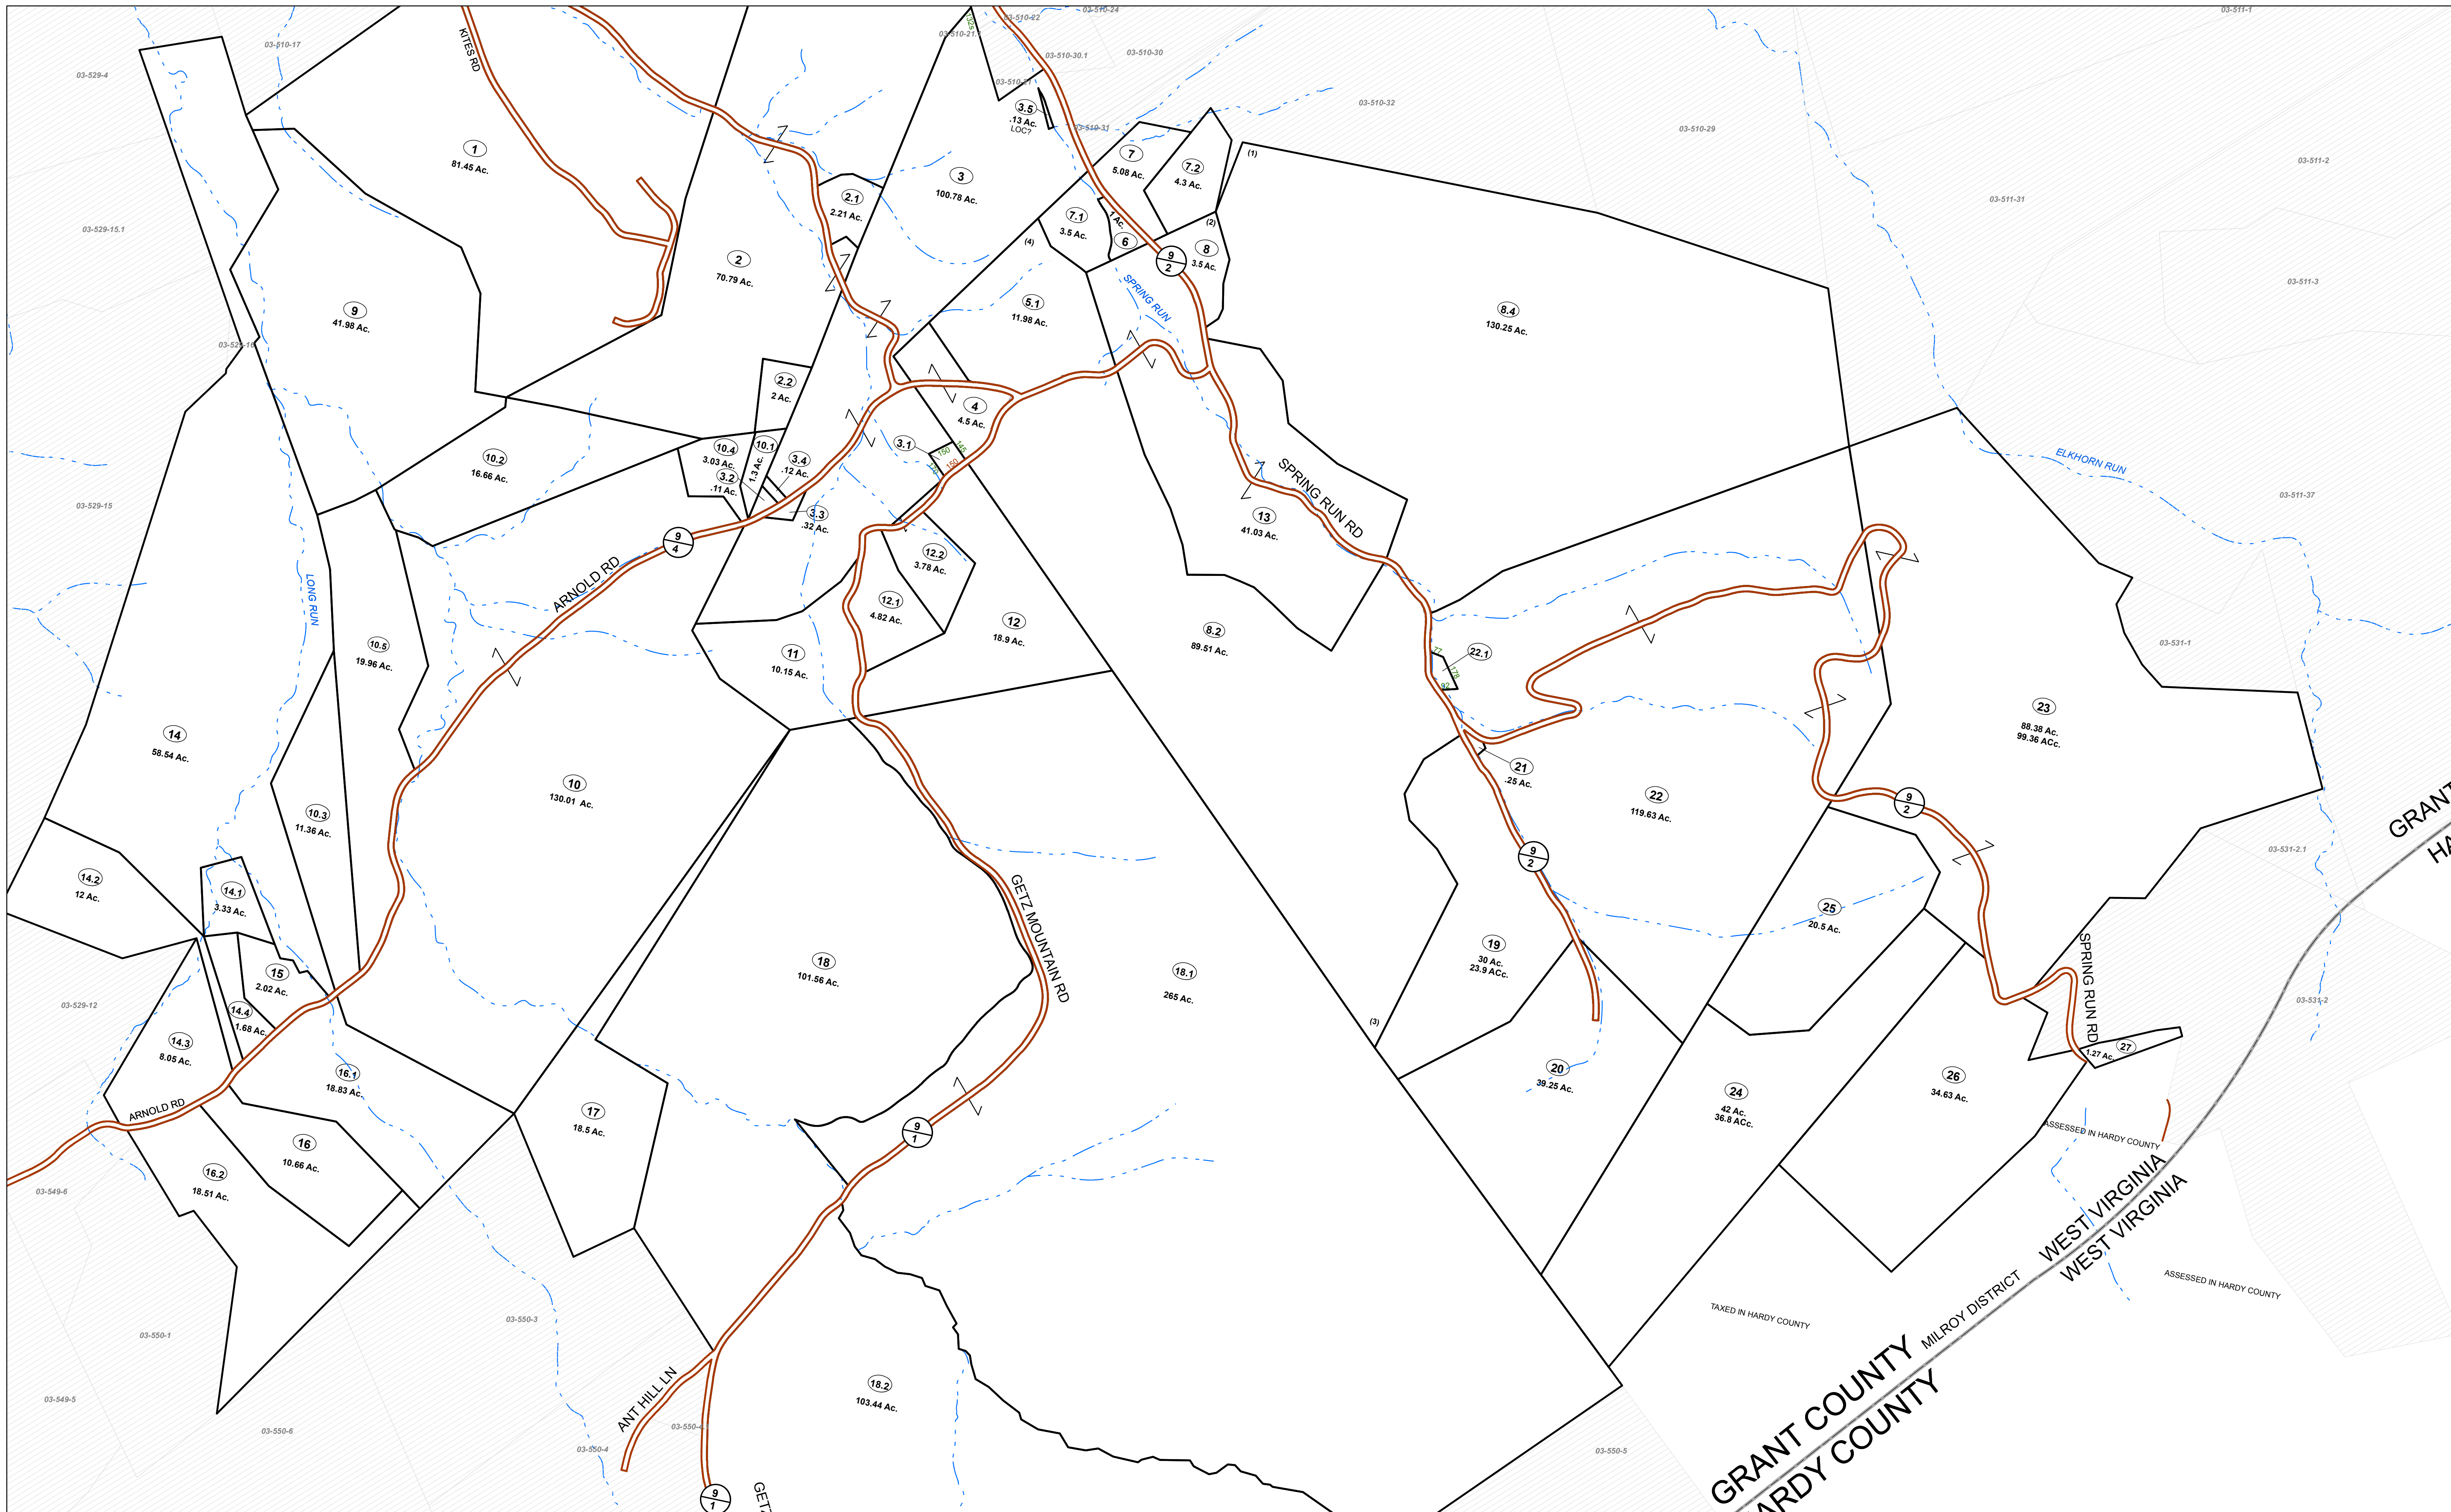 03-510-24
03-511-1
03-510-22
132s
03-510-21.1
03-510-17
03-510-30.1
03-510-30
KITES RD
03-529-4
03-510-21
03-510-32
3.5
.13 Ac.
LOC?
03-510-31
03-510-29
1
81.45 Ac.
7
5.08 Ac.
7.2
4.3 Ac.
(1)
03-511-2
3
100.78 Ac.
2.1
2.21 Ac.
03-511-31
7.1
3.5 Ac.
1 Ac.
6
(2)
03-529-15.1
(4)
8
3.5 Ac.
9
2
2
70.79 Ac.
SPRING RUN
03-511-3
9
41.98 Ac.
5.1
11.98 Ac.
8.4
130.25 Ac.
03-529-16
2.2
2 Ac.
4
4.5 Ac.
3.1
150
145
120
150
10.4
3.03 Ac.
10.1
1.3 Ac.
3.4
.12 Ac.
3.2
.11 Ac.
10.2
16.66 Ac.
ELKHORN RUN
SPRING RUN RD
03-511-37
03-529-15
3.3
.32 Ac.
13
41.03 Ac.
9
4
12.2
3.78 Ac.
ARNOLD RD
LONG RUN
12.1
4.82 Ac.
12
18.9 Ac.
8.2
89.51 Ac.
10.5
19.96 Ac.
11
10.15 Ac.
77
22.1
178
92
03-531-1
14
58.54 Ac.
23
88.38 Ac.
99.36 ACc.
21
.25 Ac.
10
130.01 Ac.
22
119.63 Ac.
9
2
10.3
11.36 Ac.
GRANT
HA
9
2
03-531-2.1
14.2
12 Ac.
14.1
3.33 Ac.
GETZ MOUNTAIN RD
25
20.5 Ac.
19
30 Ac.
23.9 ACc.
18
101.56 Ac.
18.1
265 Ac.
15
2.02 Ac.
SPRING RUN RD
03-529-12
14.4
1.68 Ac.
03-531-2
(3)
14.3
8.05 Ac.
27
1.27 Ac.
16.1
18.83 Ac.
20
39.25 Ac.
26
34.63 Ac.
24
42 Ac.
36.8 ACc.
ARNOLD RD
17
18.5 Ac.
9
1
ASSESSED IN HARDY COUNTY
16
10.66 Ac.
16.2
18.51 Ac.
03-549-6
WEST VIRGINIA
WEST VIRGINIA
ASSESSED IN HARDY COUNTY
TAXED IN HARDY COUNTY
MILROY DISTRICT
03-550-1
03-550-3
GRANT COUNTY
ARDY COUNTY
18.2
103.44 Ac.
ANT HILL LN
03-549-5
03-550-6
03-550-4
03-550-5
9
1
GETZ